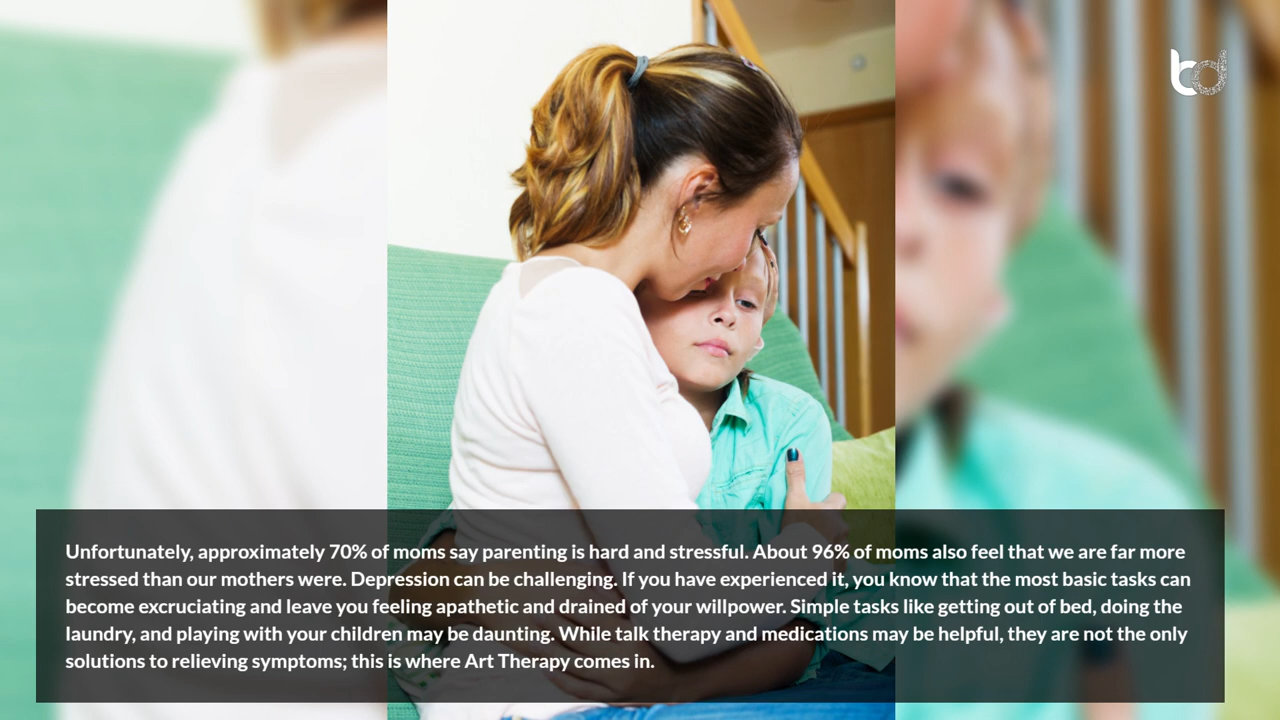 bd
Unfortunately, approximately 70% of moms say parenting is hard and stressful. About 96% of moms also feel that we are far more
stressed than our mothers were. Depression can be challenging. If you have experienced it, you know that the most basic tasks can
become excruciating and leave you feeling apathetic and drained of your willpower. Simple tasks like getting out of bed, doing the
laundry, and playing with your children may be daunting. While talk therapy and medications may be helpful, they are not the only
solutions to relieving symptoms; this is where Art Therapy comes in.